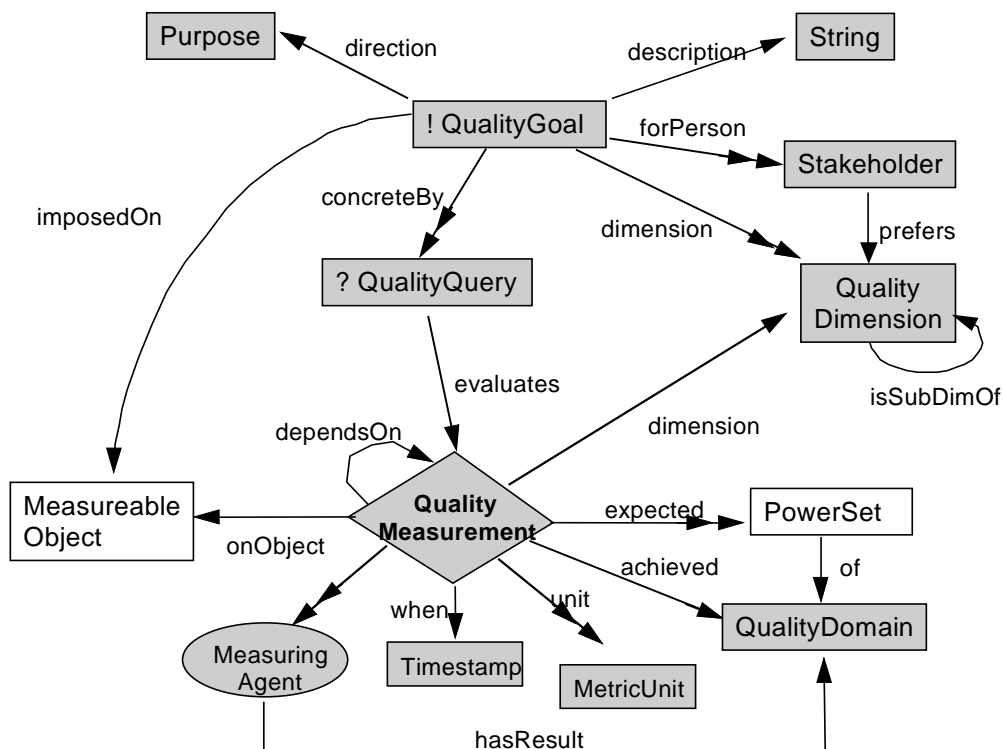 Purpose
direction
description
String
! QualityGoal
forPerson
Stakeholder
imposedOn
concreteBy
dimension
prefers
? QualityQuery
Quality
Dimension
evaluates
isSubDimOf
dependsOn
dimension
Measureable
Object
onObject
Quality
Measurement
expected
PowerSet
achieved
of
when
unit
QualityDomain
Measuring
Agent
Timestamp
MetricUnit
hasResult